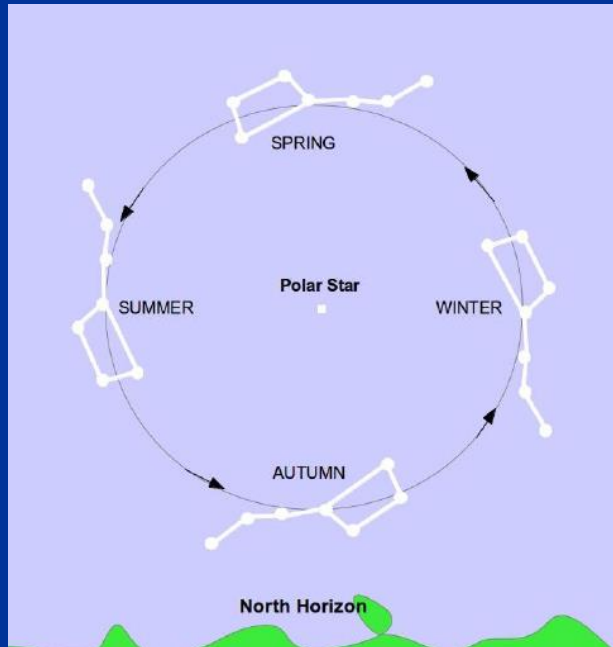 SPRING
Polar Star
SUMMER
WINTER
AUTUMN
North Horizon